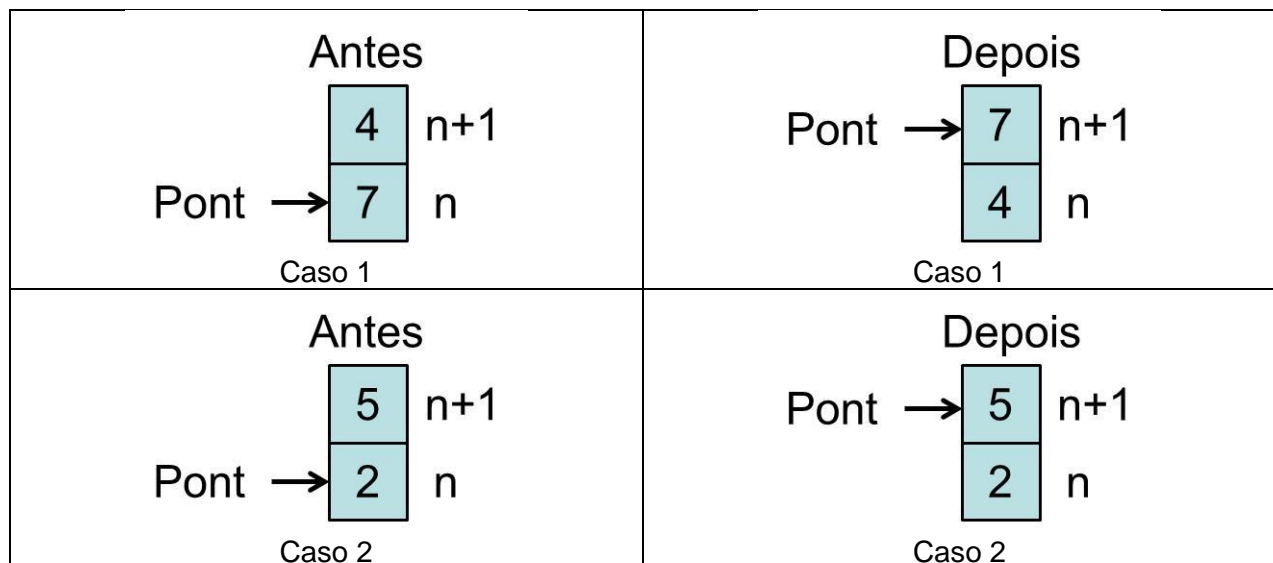 Antes
4 n+1
Pont → 7 n
Caso 1
Depois
Pont → 7 n+1
4 n
Caso 1
Antes
5 n+1
Pont → 2 n
Caso 2
Depois
Pont → 5 n+1
2 n
Caso 2